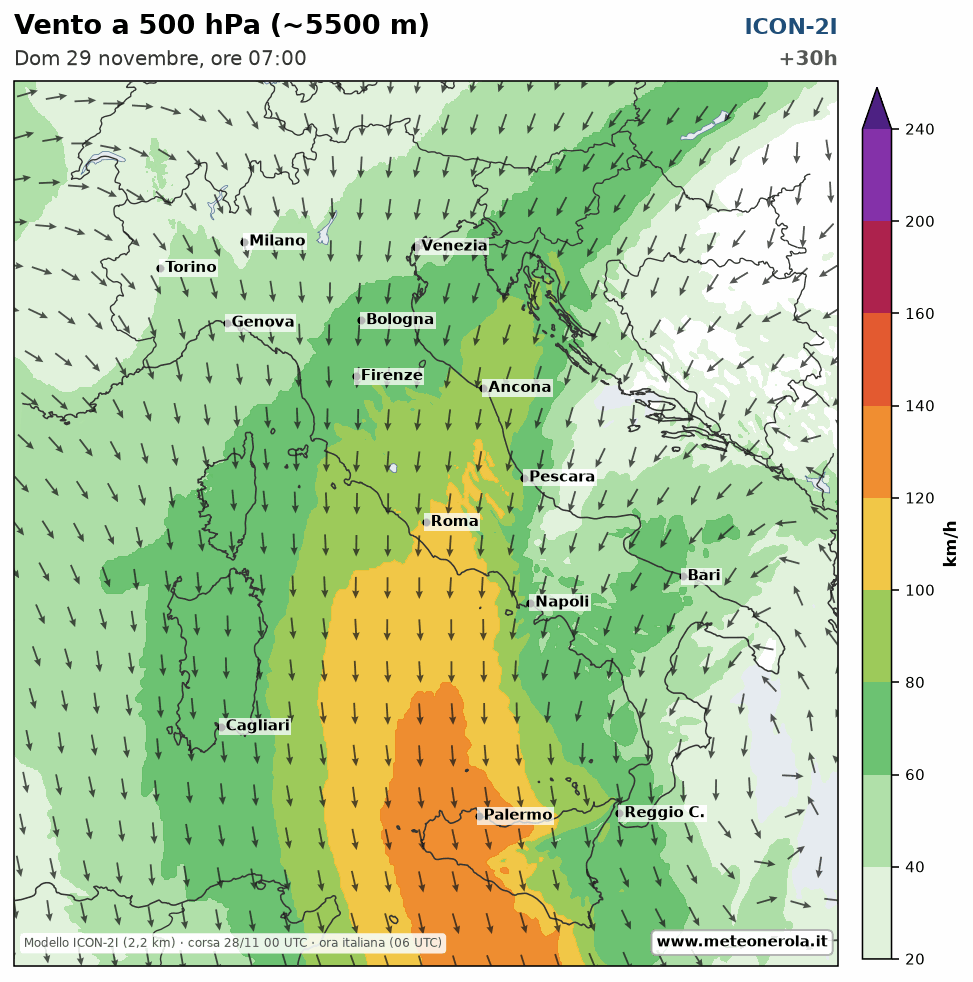 Vento a 500 hPa (~5500 m)
ICON-2I
Dom 29 novembre, ore 07:00
+30h
240
200
160
140
120
100
80
60
40
20
km/h
Milano
Venezia
Torino
Genova
Bologna
Firenze
Ancona
Pescara
Roma
Bari
Napoli
Cagliari
Palermo
Reggio C.
Modello ICON-2I (2,2 km) · corsa 28/11 00 UTC · ora italiana (06 UTC)
www.meteonerola.it